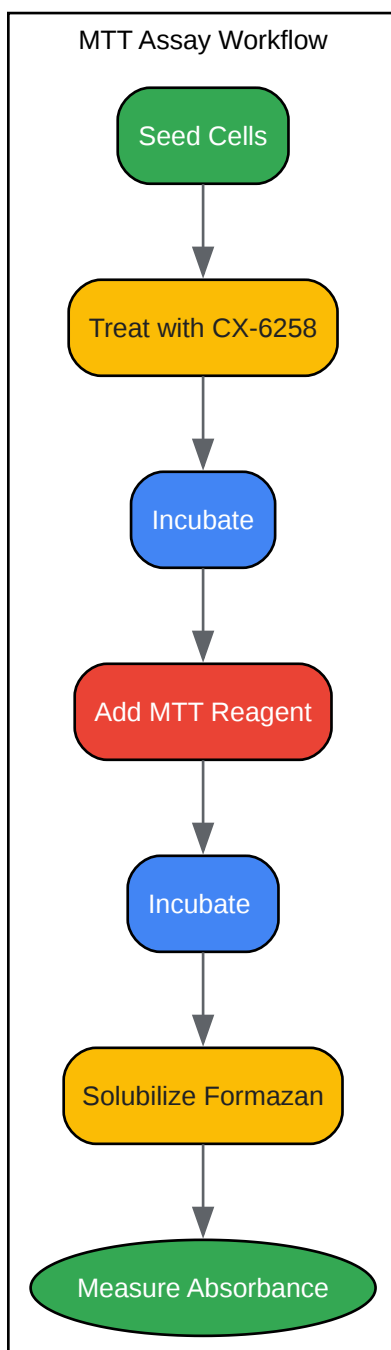 MTT Assay Workflow
Seed Cells
Treat with CX-6258
Incubate
Add MTT Reagent
Incubate
Solubilize Formazan
Measure Absorbance